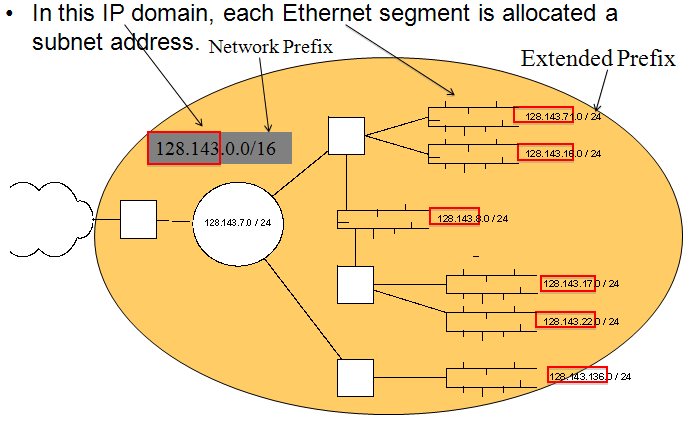 • In this IP domain, each Ethernet segment is allocated a
subnet address.
Network Prefix
Extended Prefix
128.143.0.0/16
128.143.71.0 / 24
128.143.16.0 / 24
128.143.7.0 / 24
128.143.8.0 / 24
128.143.17.0 / 24
128.143.22.0 / 24
128.143.136.0 / 24